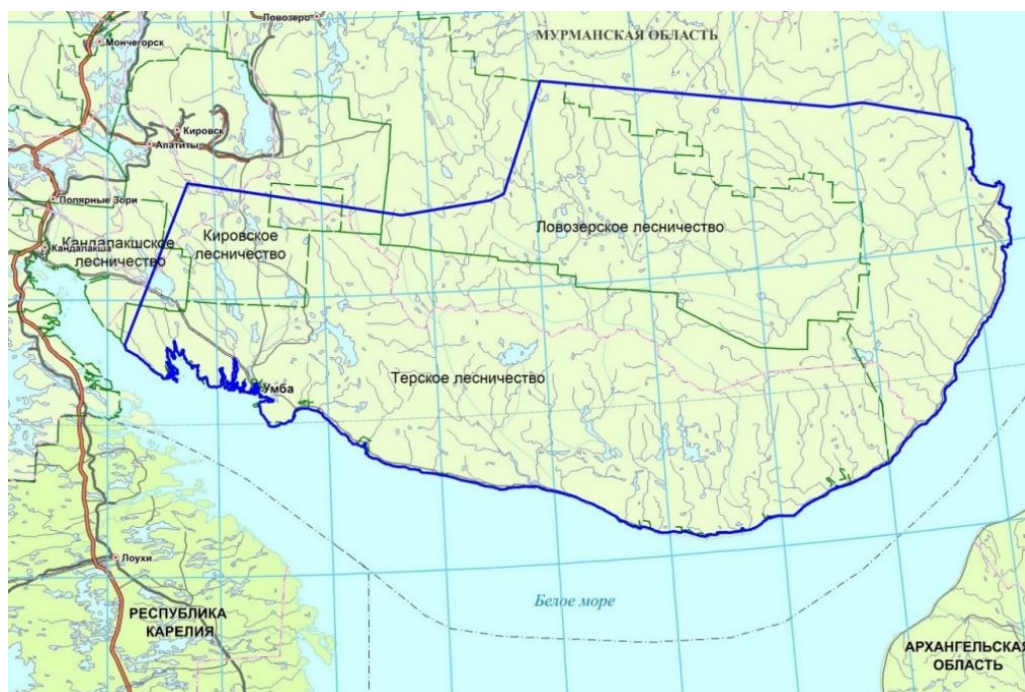 Ловозеро
Мончегорск
МУРМАНСКАЯ ОБЛАСТЬ
Кировск
Апатиты
Полярные Зори
Кандалакшское
лесничество
Кандалакша
Кировское
лесничество
Ловозерское лесничество
Терское лесничество
Умба
Лоухи
Белое море
РЕСПУБЛИКА
КАРЕЛИЯ
АРХАНГЕЛЬСКАЯ
ОБЛАСТЬ